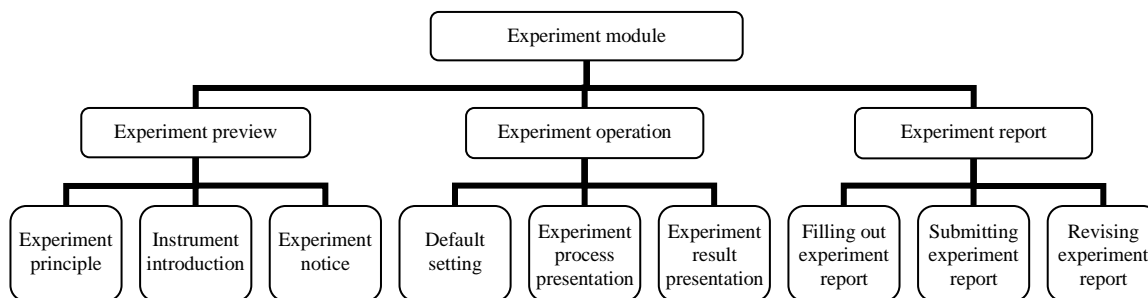 Experiment module
Experiment preview
Experiment operation
Experiment report
Experiment
principle
Instrument
introduction
Experiment
notice
Default
setting
Experiment
process
presentation
Experiment
result
presentation
Filling out
experiment
report
Submitting
experiment
report
Revising
experiment
report